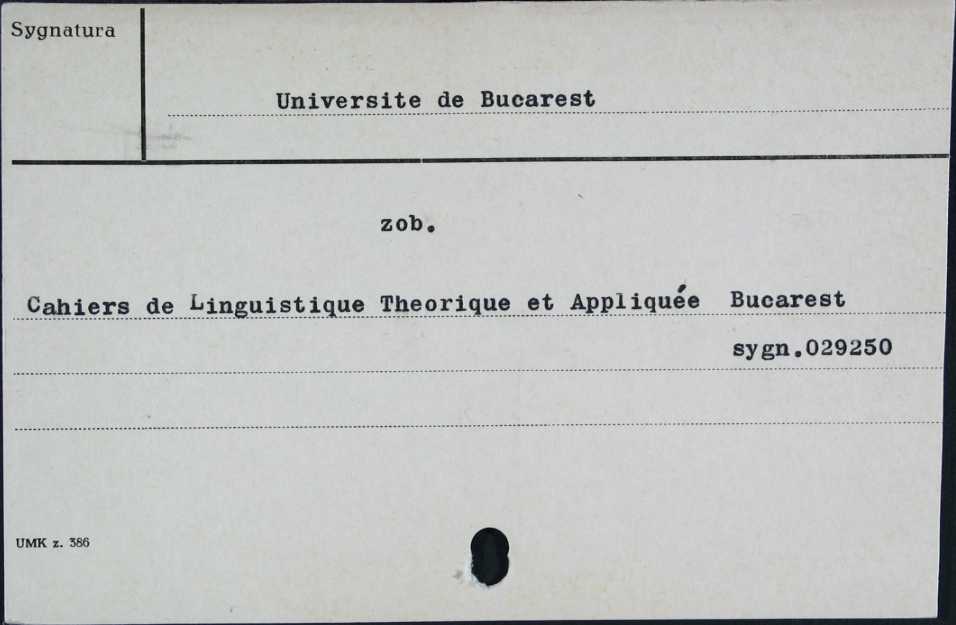 Sygnatura
Universite de Bucarest
zob.
Cahiers de Linguistique Theorique et Appliquée Bucarest
sygn.029250
UMK z. 386